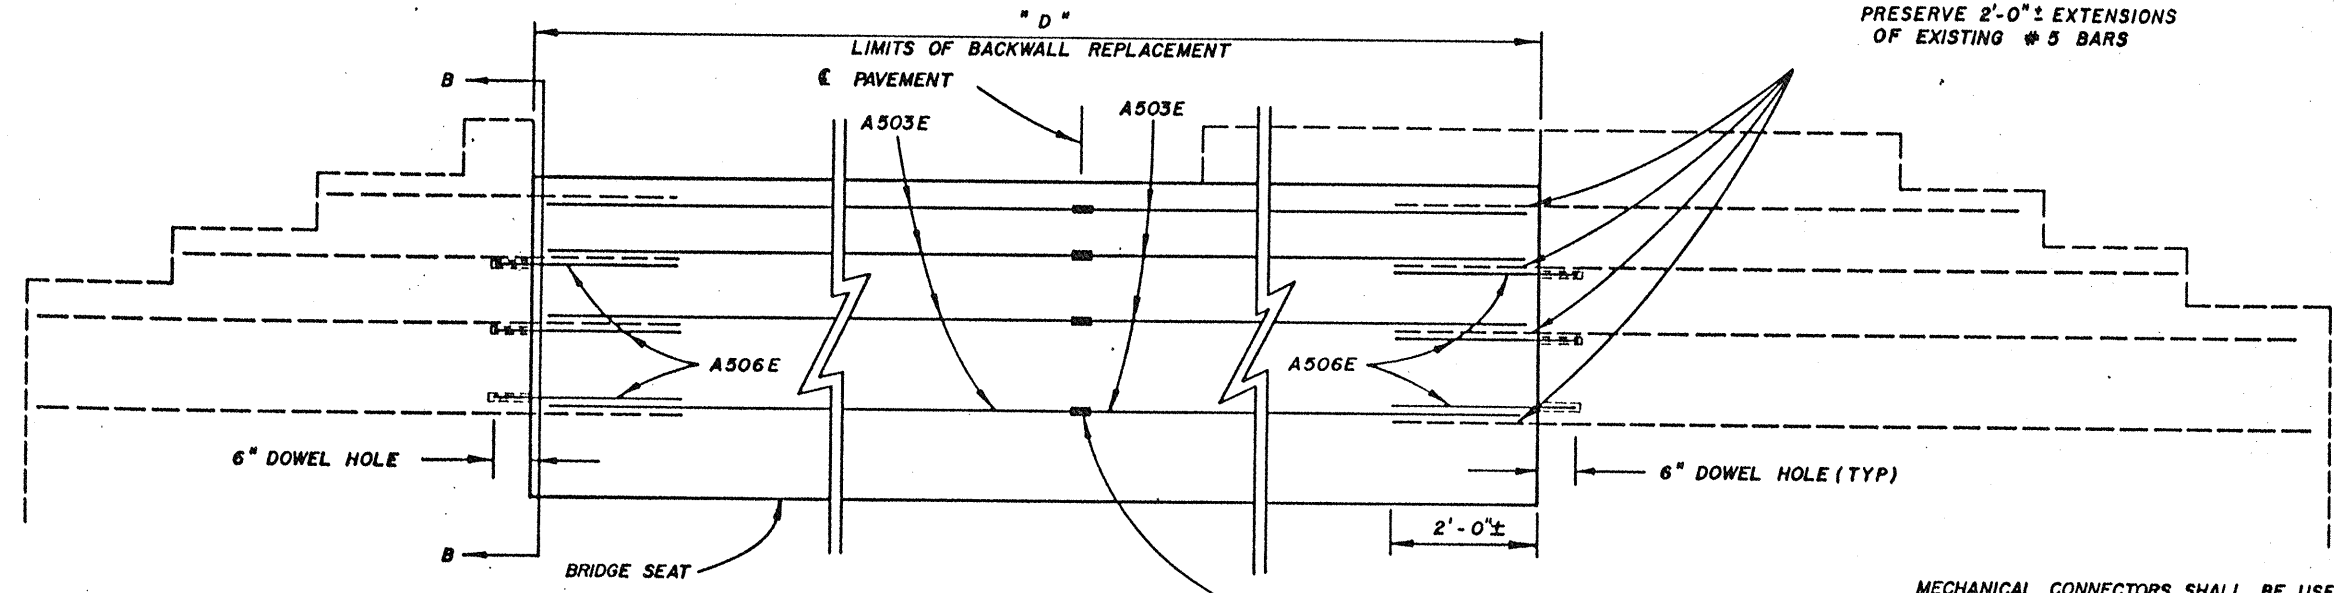 " D "
LIMITS OF BACKWALL REPLACEMENT
℄ PAVEMENT
PRESERVE 2'-0"± EXTENSIONS
OF EXISTING #5 BARS
B
A503E
A503E
A506E
A506E
6" DOWEL HOLE
6" DOWEL HOLE (TYP)
2'-0"±
B
BRIDGE SEAT
MECHANICAL CONNECTORS SHALL BE USE